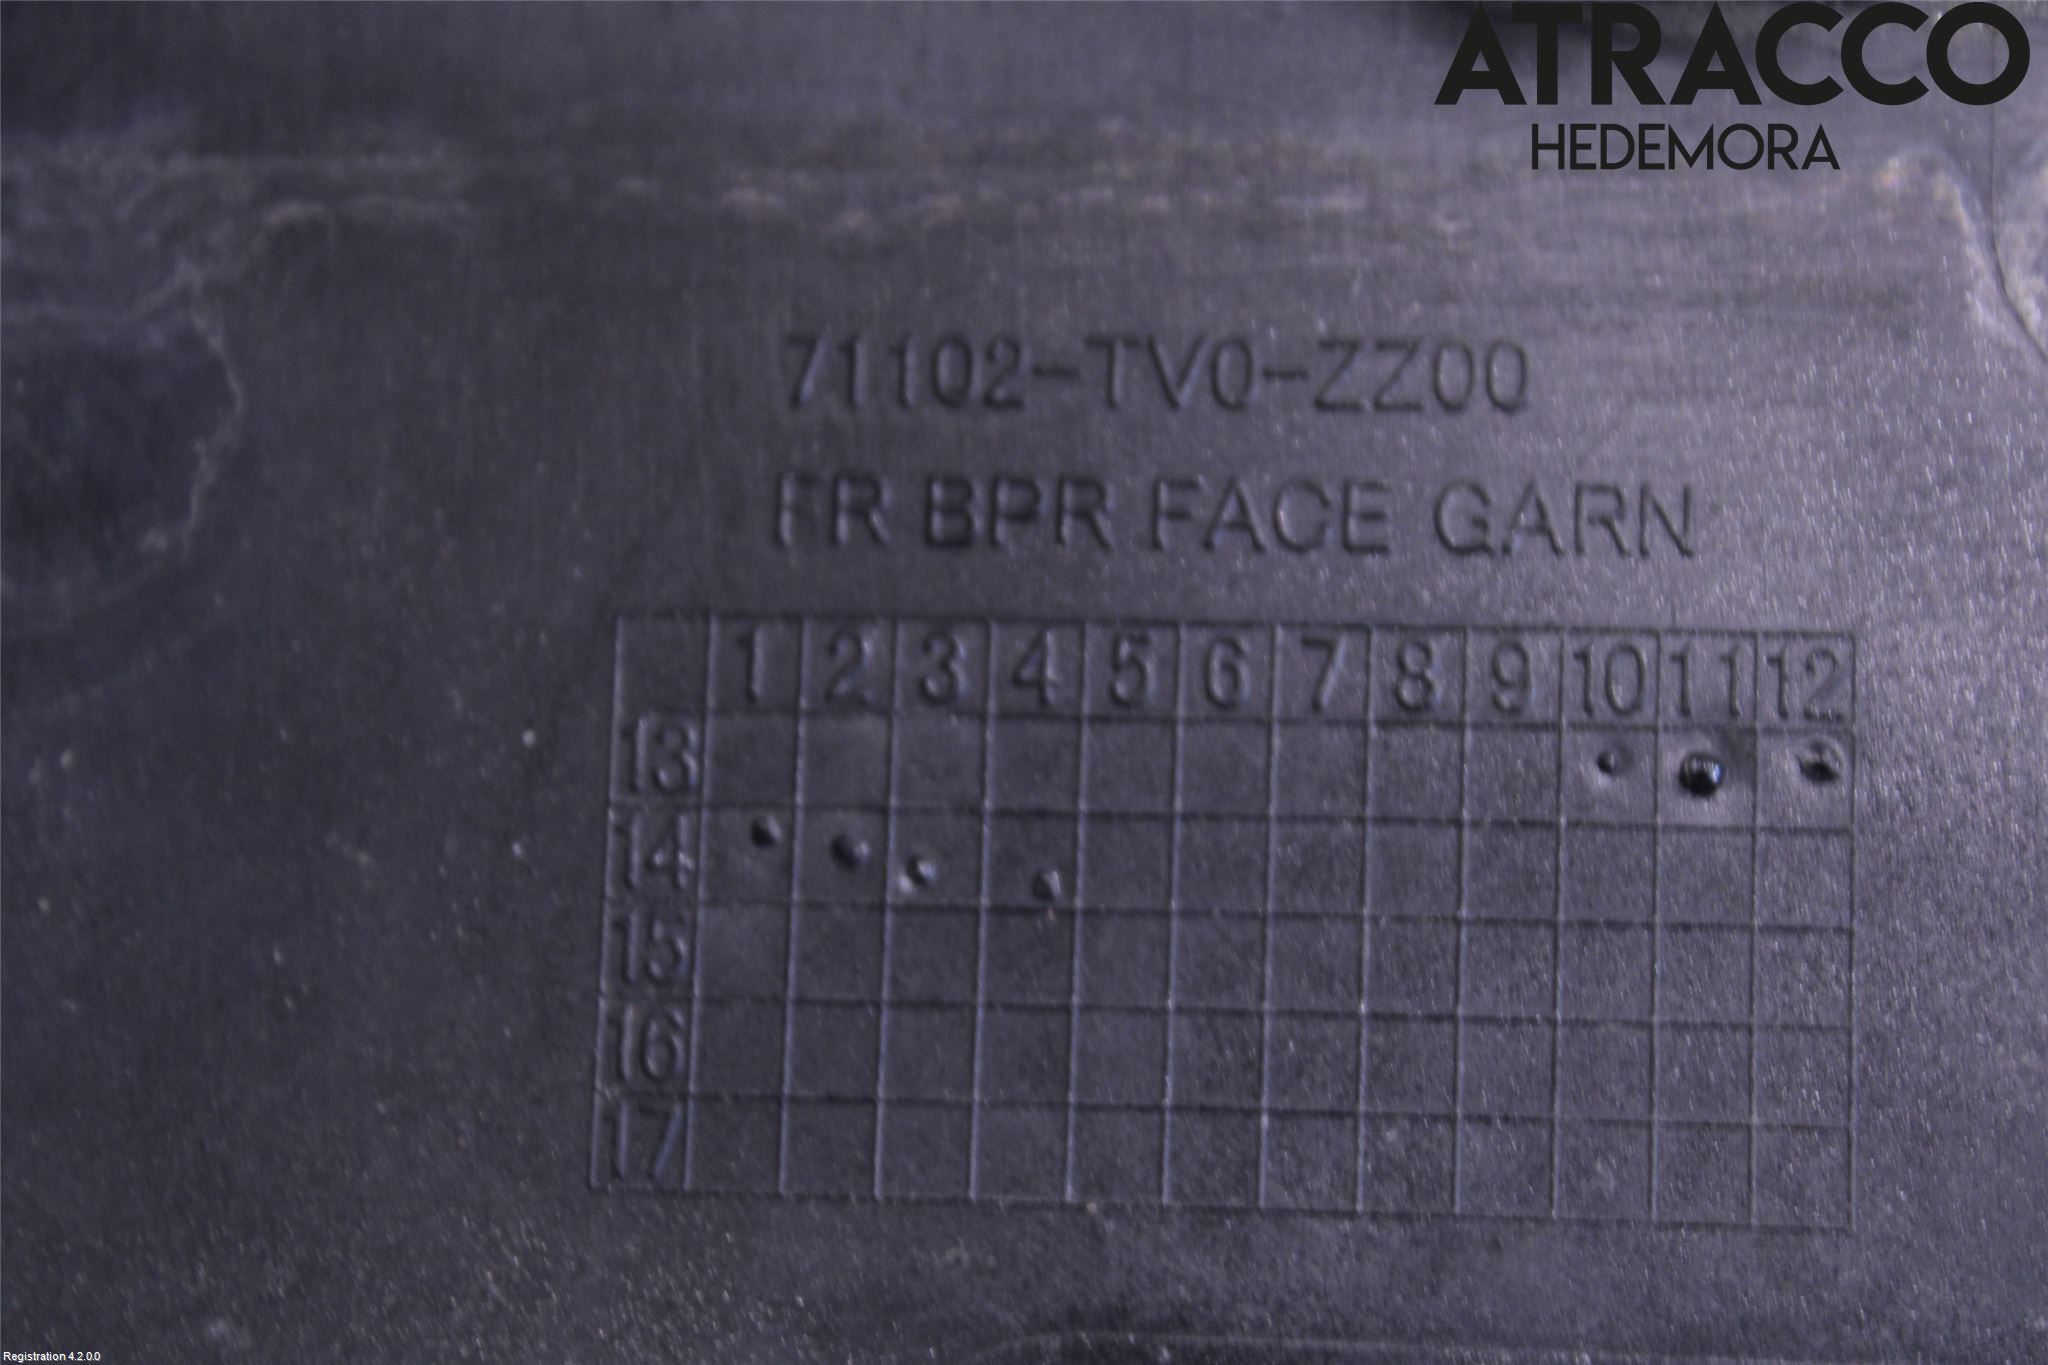 ATRACCO
HEDEMORA
71102-TV0-ZZ00
FR BPR FACE GARN
1 2 3 4 5 6 7 8 9 10 11 12
13
14
15
16
17
Registration 4.2.0.0